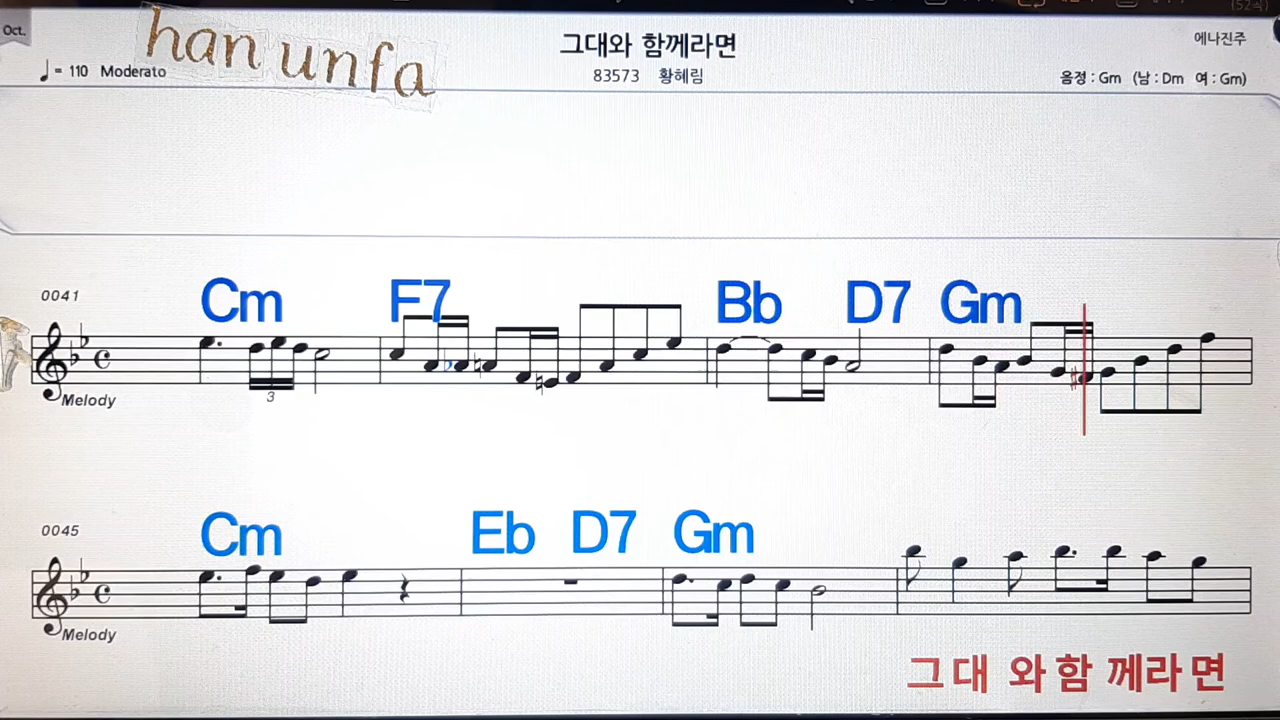 Oct.
han unfa
그대와 함께라면
에나진주
♩= 110 Moderato
83573 황혜림
음정 : Gm (남 : Dm 여 : Gm)
0041
Cm F7 Bb D7 Gm
3
Melody
0045
Cm Eb D7 Gm
Melody
그대 와함 께라면